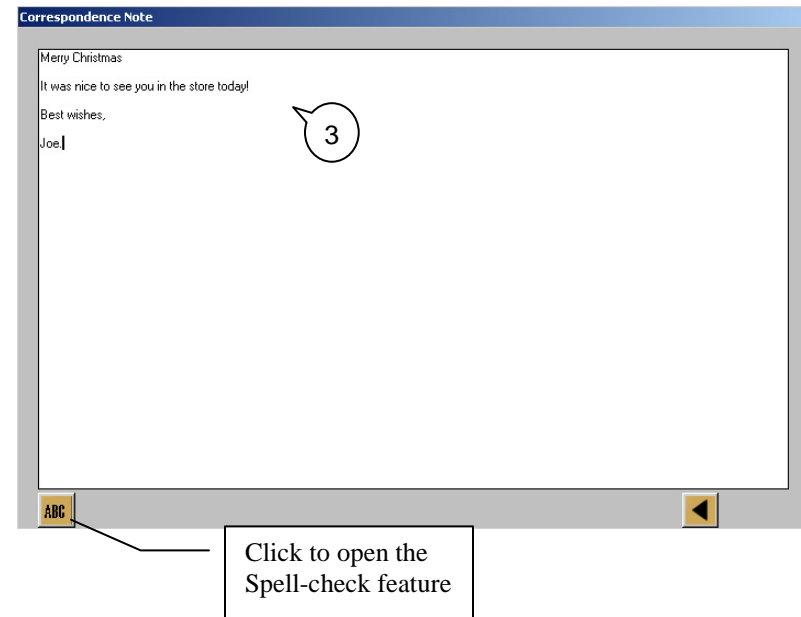 Correspondence Note
Merry Christmas
It was nice to see you in the store today!
Best wishes,
Joe.
3
ABC
Click to open the
Spell-check feature